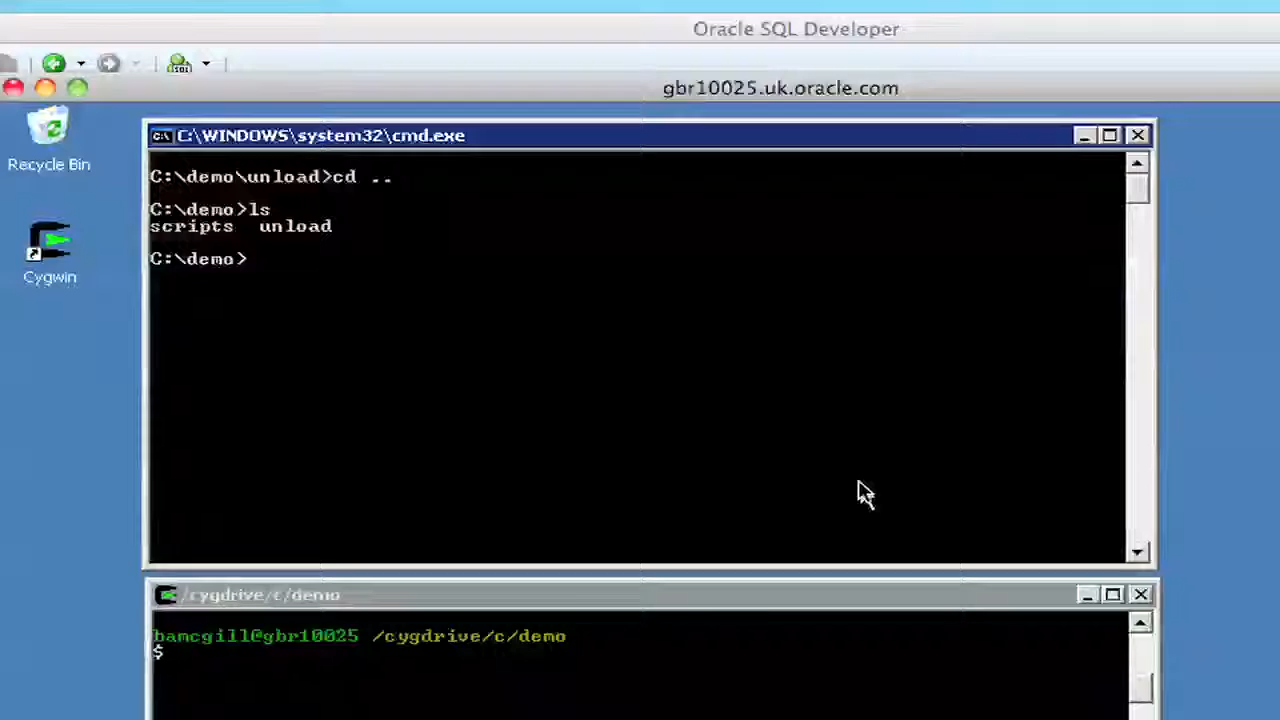 Oracle SQL Developer
SQL
gbr10025.uk.oracle.com
Recycle Bin
Cygwin
C:\WINDOWS\system32\cmd.exe
C:\demo\unload>cd ..
C:\demo>ls
scripts unload
C:\demo>
/cygdrive/c/demo
bamcgill@gbr10025 /cygdrive/c/demo
$